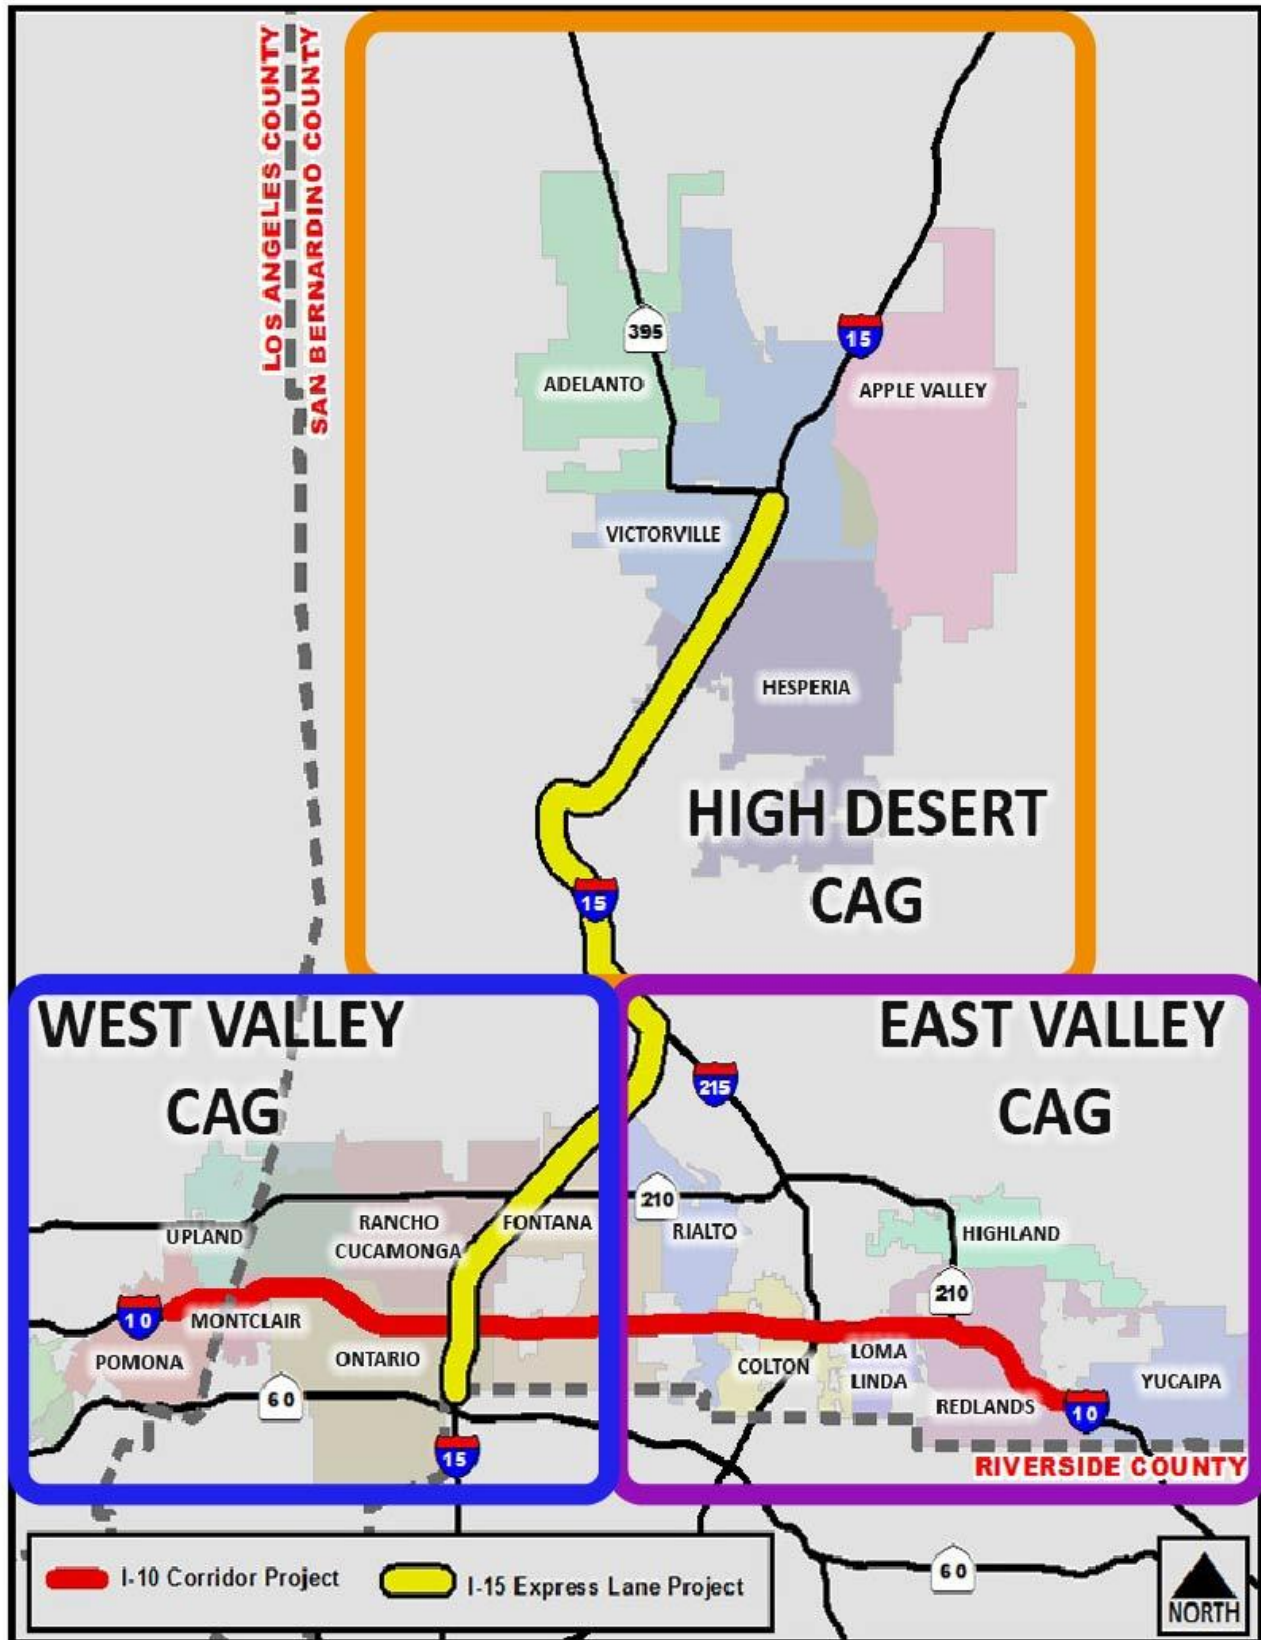 LOS ANGELES COUNTY
SAN BERNARDINO COUNTY
395
15
ADELANTO
APPLE VALLEY
VICTORVILLE
HESPERIA
HIGH DESERT
CAG
15
WEST VALLEY
CAG
EAST VALLEY
CAG
215
210
UPLAND
RANCHO
CUCAMONGA
FONTANA
RIALTO
HIGHLAND
210
10
MONTCLAIR
POMONA
ONTARIO
COLTON
LOMA
LINDA
YUCAIPA
REDLANDS
60
10
15
RIVERSIDE COUNTY
I-10 Corridor Project
I-15 Express Lane Project
60
NORTH